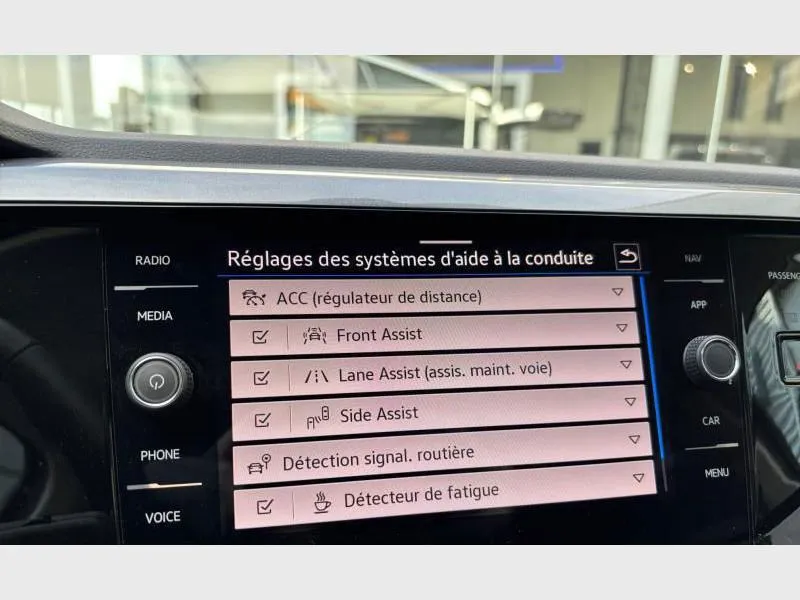 RADIO
MEDIA
PHONE
VOICE
Réglages des systèmes d'aide à la conduite
ACC (régulateur de distance)
Front Assist
Lane Assist (assis. maint. voie)
Side Assist
Détection signal. routière
Détecteur de fatigue
NAV
APP
CAR
MENU
PASSENG